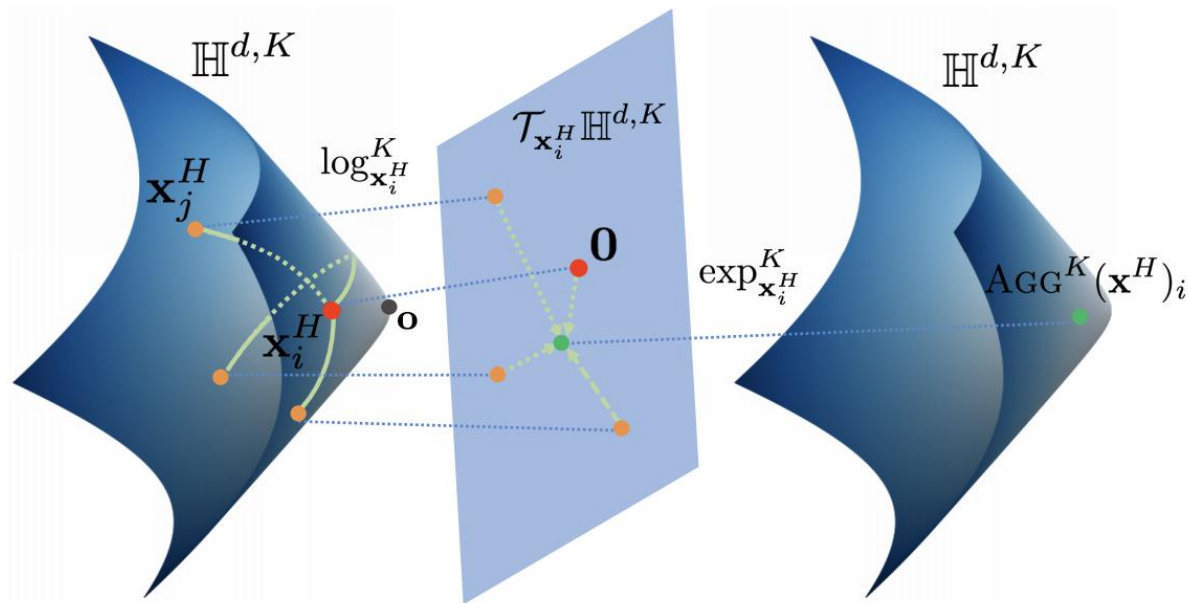 ℍ^{d,K}
log^K_{𝐱_i^H}
𝐱_j^H
𝐱_i^H
𝐨
𝒯_{𝐱_i^H}ℍ^{d,K}
𝟎
exp^K_{𝐱_i^H}
ℍ^{d,K}
AGG^K(𝐱^H)_i